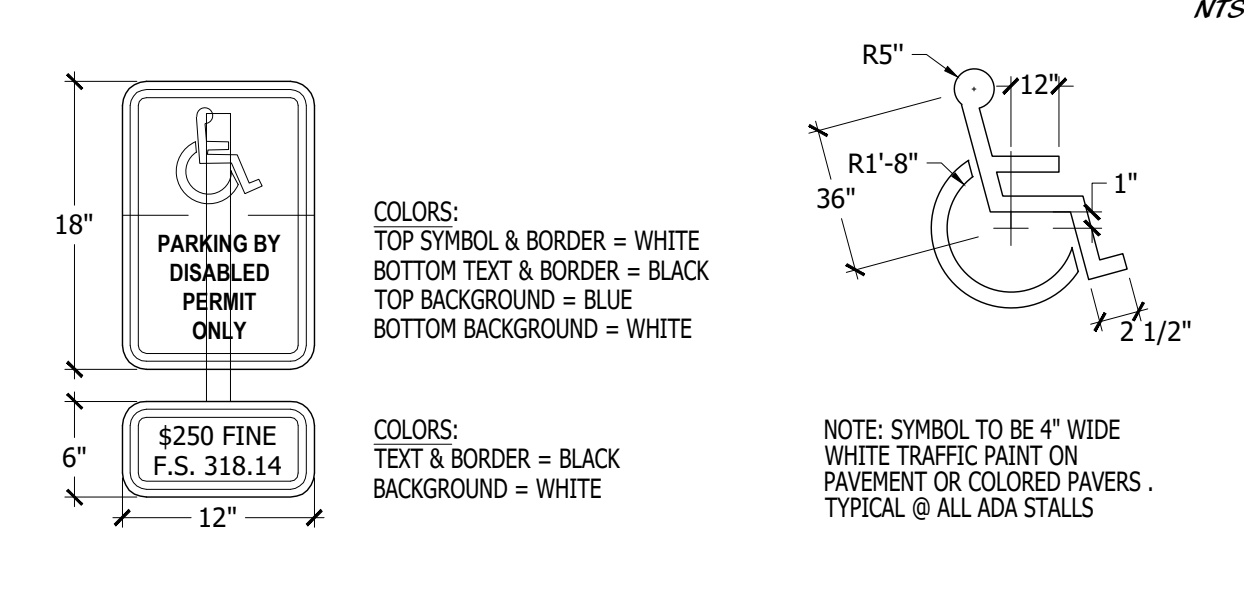 NTS
18"
PARKING BY
DISABLED
PERMIT
ONLY
6"
$250 FINE
F.S. 318.14
12"
COLORS:
TOP SYMBOL & BORDER = WHITE
BOTTOM TEXT & BORDER = BLACK
TOP BACKGROUND = BLUE
BOTTOM BACKGROUND = WHITE
COLORS:
TEXT & BORDER = BLACK
BACKGROUND = WHITE
R5"
12"
R1'-8"
36"
1"
2 1/2"
NOTE: SYMBOL TO BE 4" WIDE
WHITE TRAFFIC PAINT ON
PAVEMENT OR COLORED PAVERS .
TYPICAL @ ALL ADA STALLS